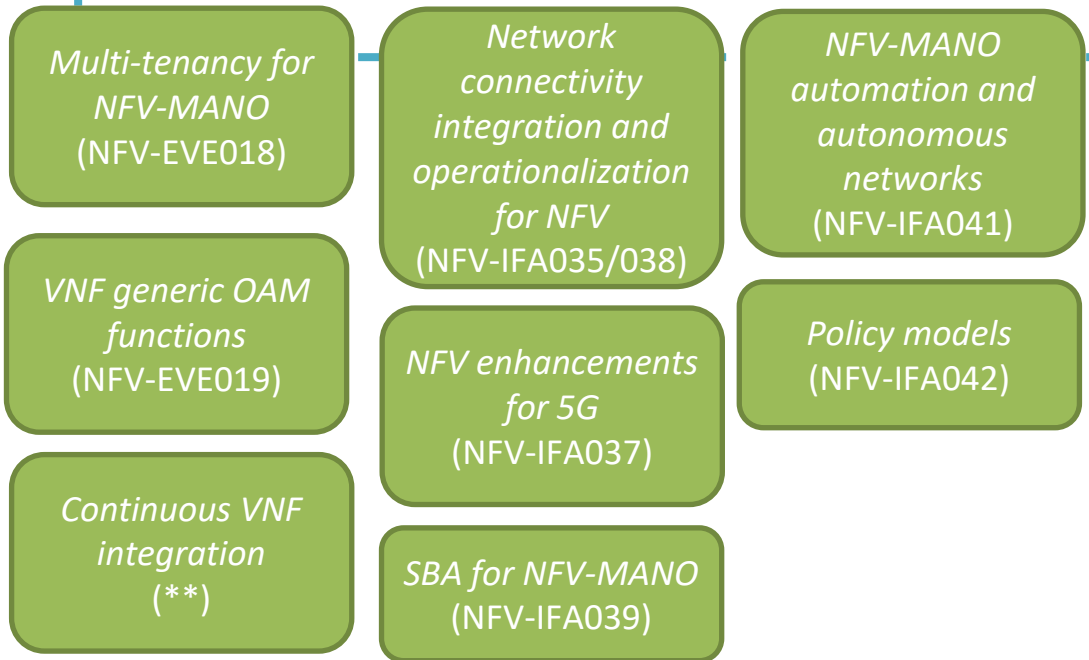 Multi-tenancy for
NFV-MANO
(NFV-EVE018)
VNF generic OAM
functions
(NFV-EVE019)
Continuous VNF
integration
(**)
Network
connectivity
integration and
operationalization
for NFV
(NFV-IFA035/038)
NFV enhancements
for 5G
(NFV-IFA037)
SBA for NFV-MANO
(NFV-IFA039)
NFV-MANO
automation and
autonomous
networks
(NFV-IFA041)
Policy models
(NFV-IFA042)